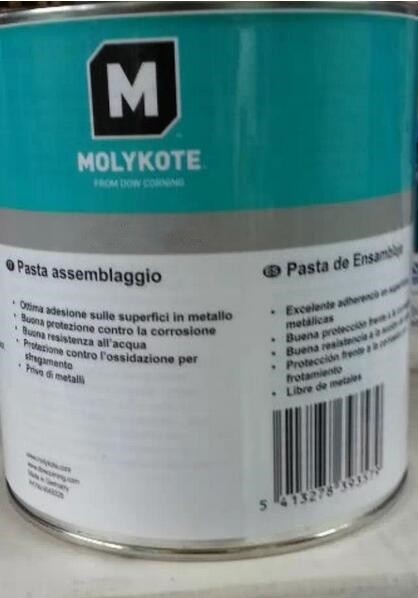 M
MOLYKOTE
FROM DOW CORNING
I Pasta assemblaggio
• Ottima adesione sulle superfici in metallo
• Buona protezione contro la corrosione
• Buona resistenza all'acqua
• Protezione contro l'ossidazione per
sfregamento
• Privo di metalli
www.molykote.com
www.dowcorning.com
Made in Germany
ES Pasta de Ensamblaje
• Excelente adherencia en
metálicas
• Buena protección frente a la
• Buena resistencia
• Protección frente a la
frotamiento
• Libre de metales
5 413278